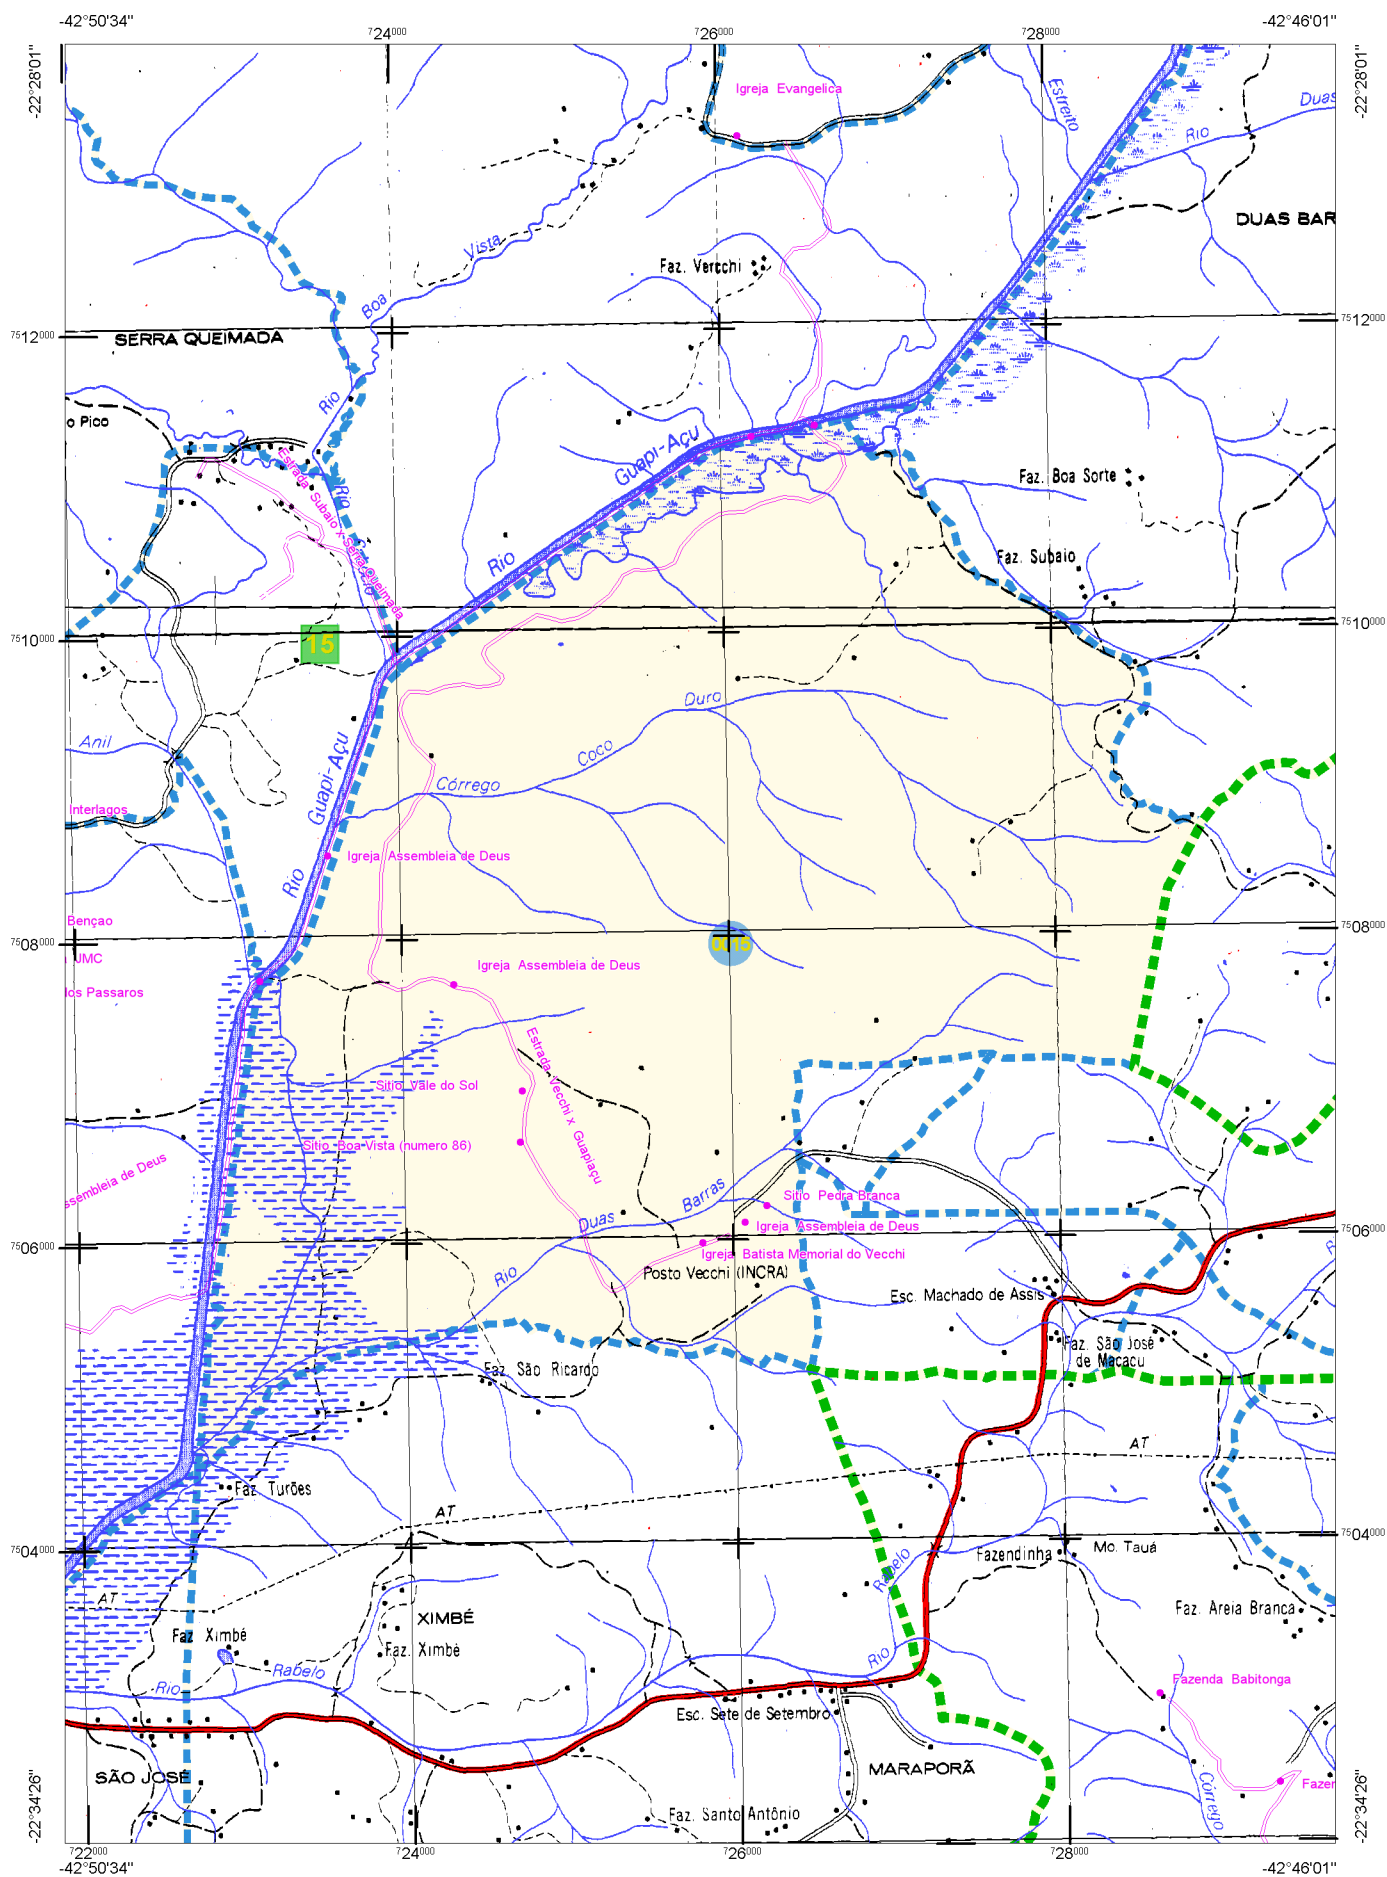 -42°50'34"
-42°46'01"
724000
726000
728000
-22°28'01"
-22°28'01"
Igreja Evangelica
Estreito
Duas
Rio
DUAS BAR
Vista
Faz. Vercchi
Boa
7512000
7512000
SERRA QUEIMADA
Rio
o Pico
Guapi-Açu
Estrada Subaio x Serra Queimada
Rio
Faz. Boa Sorte
Rio
Faz. Subaio
7510000
7510000
15
Duro
Anil
Coco
Guapi-Açu
Córrego
Interlagos
Igreja Assembleia de Deus
Rio
Bençao
7508000
7508000
0015
JMC
Igreja Assembleia de Deus
los Passaros
Estrada Vecchi x Guapiaçu
Sitio Vale do Sol
Sitio Boa Vista (numero 86)
ssembleia de Deus
Barras
Sitio Pedra Branca
Duas
Igreja Assembleia de Deus
7506000
7506000
Igreja Batista Memorial do Vecchi
R
Rio
Posto Vecchi (INCRA)
Esc. Machado de Assis
Faz. São José
de Macacu
Faz. São Ricardo
AT
Faz. Turões
AT
7504000
7504000
Fazendinha
Mo. Tauá
Rabelo
AT
XIMBÉ
Faz. Areia Branca
Faz Ximbé
Faz. Ximbé
Rio
Rabelo
Fazenda Babitonga
Rio
Esc. Sete de Setembro
SÃO JOSÉ
MARAPORÃ
Fazer
Córrego
Faz. Santo Antônio
-22°34'26"
-22°34'26"
722000
724000
726000
728000
-42°50'34"
-42°46'01"